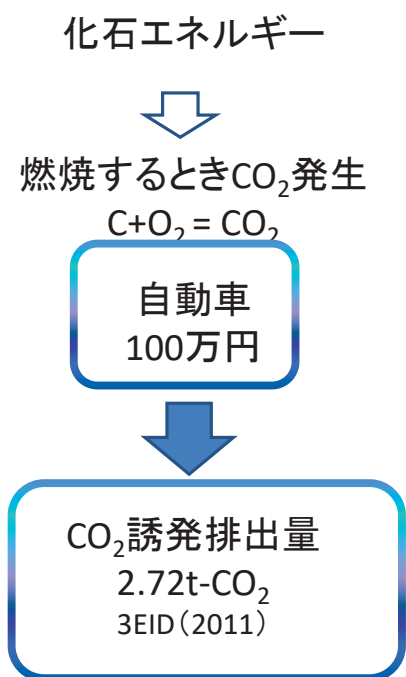 化石エネルギー
燃焼するときCO₂発生
C+O₂ = CO₂
自動車
100万円
CO₂誘発排出量
2.72t-CO₂
3EID(2011)